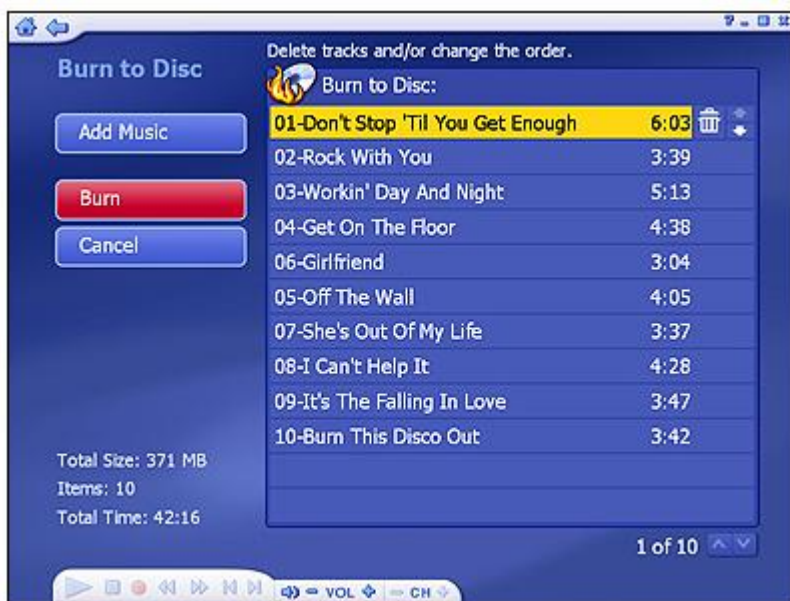 ? 
Burn to Disc
Delete tracks and/or change the order.
Burn to Disc:
Add Music
Burn
Cancel
01-Don't Stop 'Til You Get Enough 6:03
02-Rock With You 3:39
03-Workin' Day And Night 5:13
04-Get On The Floor 4:38
06-Girlfriend 3:04
05-Off The Wall 4:05
07-She's Out Of My Life 3:37
08-I Can't Help It 4:28
09-It's The Falling In Love 3:47
10-Burn This Disco Out 3:42
Total Size: 371 MB
Items: 10
Total Time: 42:16
1 of 10
VOL
CH